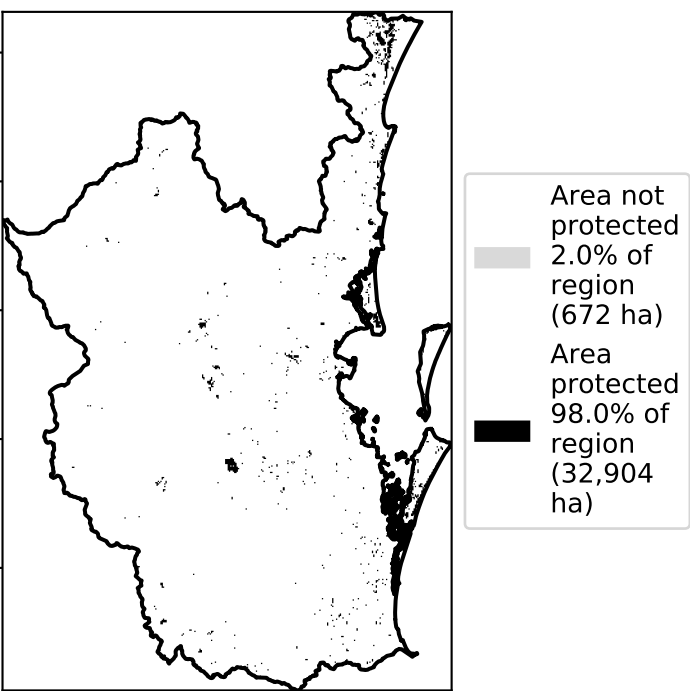 Area not
protected
2.0% of
region
(672 ha)
Area
protected
98.0% of
region
(32,904
ha)